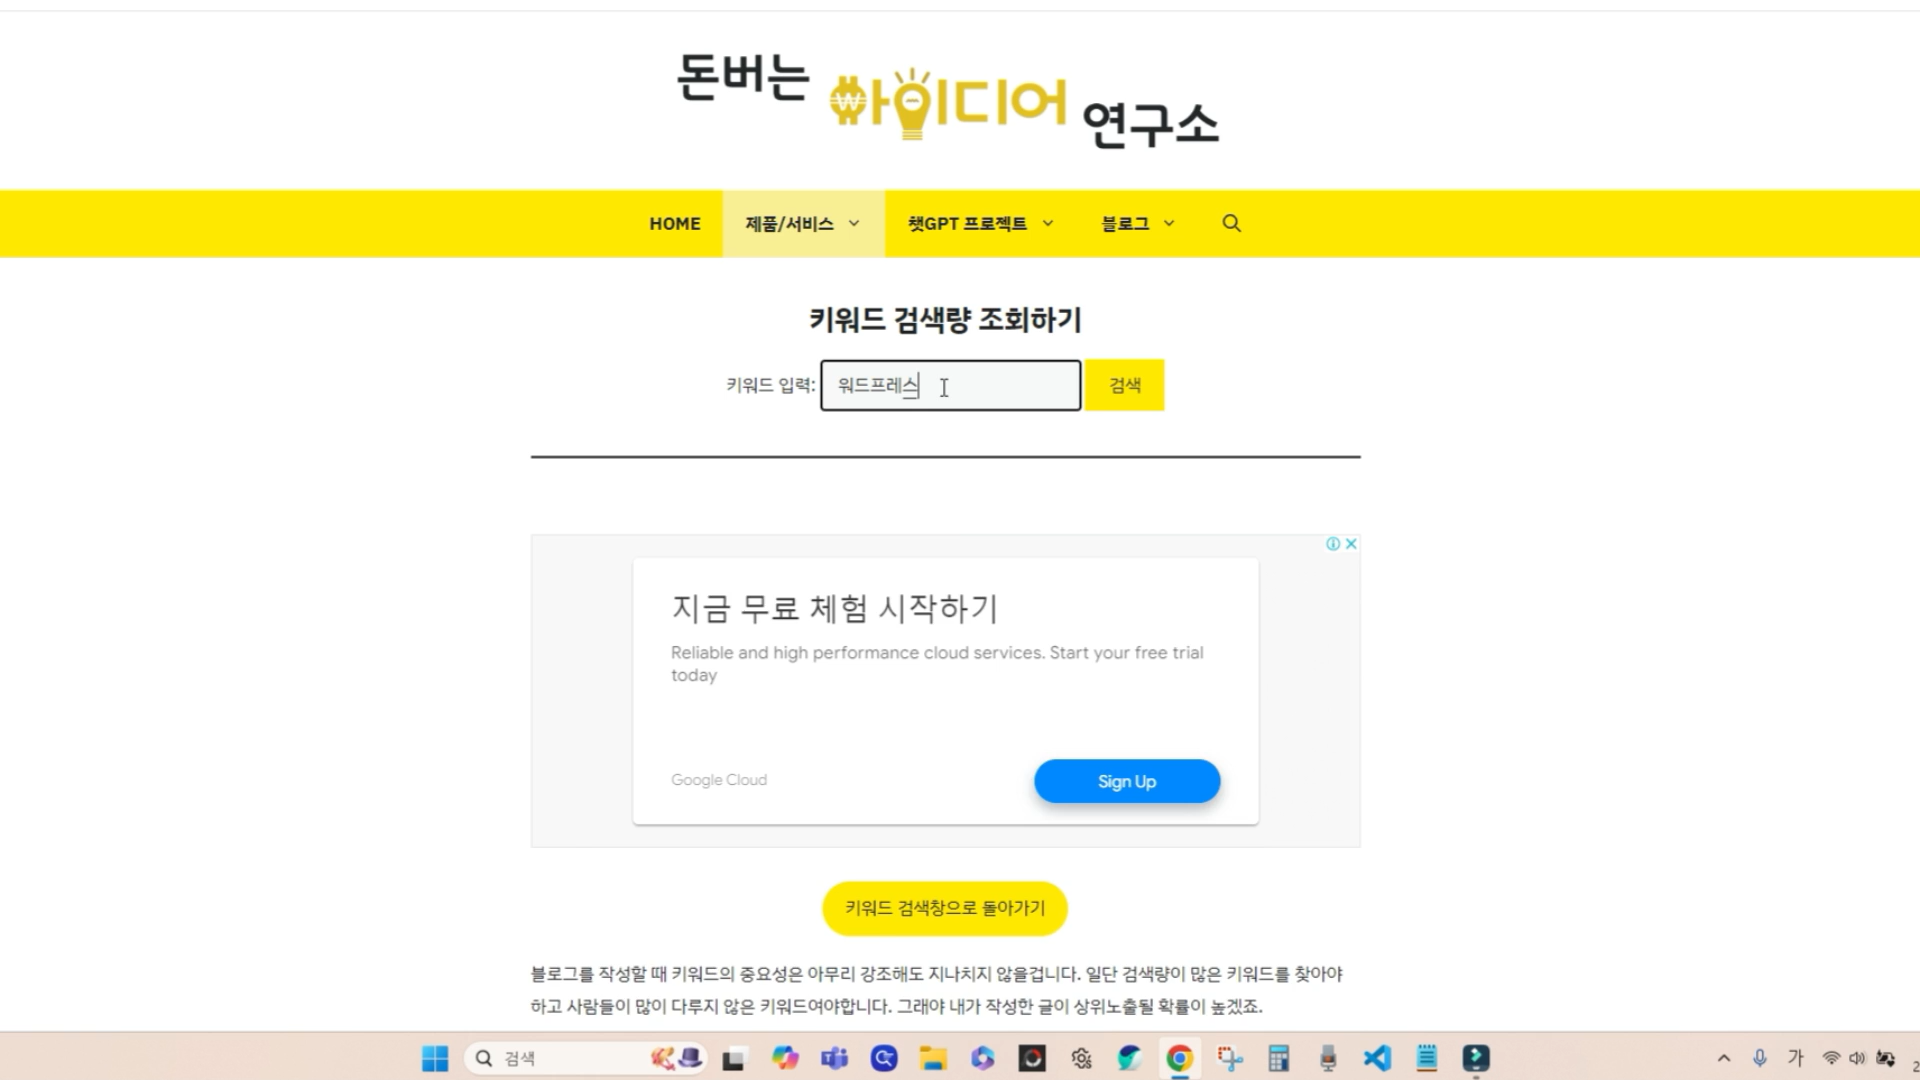 돈버는 아이디어 연구소
HOME 제품/서비스 챗GPT 프로젝트 블로그
키워드 검색량 조회하기
키워드 입력: 워드프레스 검색
지금 무료 체험 시작하기
Reliable and high performance cloud services. Start your free trial
today
Google Cloud Sign Up
키워드 검색창으로 돌아가기
블로그를 작성할 때 키워드의 중요성은 아무리 강조해도 지나치지 않을겁니다. 일단 검색량이 많은 키워드를 찾아야
하고 사람들이 많이 다루지 않은 키워드여야합니다. 그래야 내가 작성한 글이 상위노출될 확률이 높겠죠.
검색 가